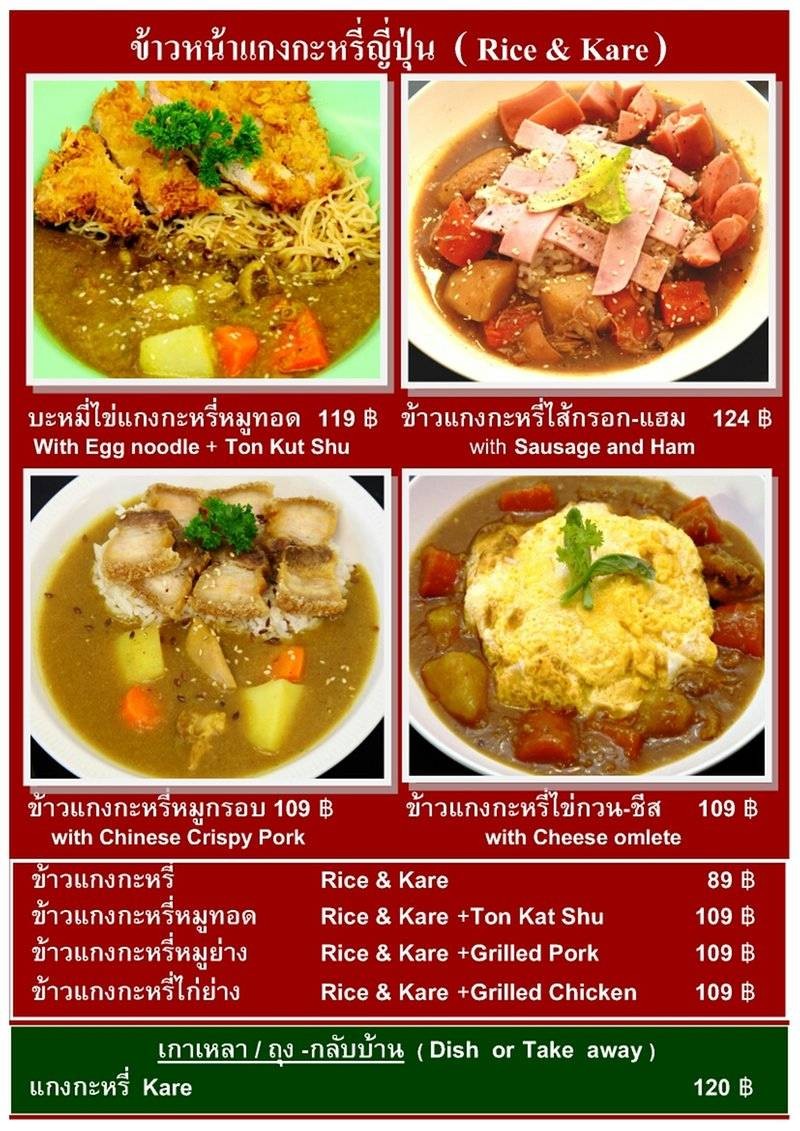 ข้าวหน้าแกงกะหรี่ญี่ปุ่น ( Rice & Kare )
บะหมี่ไข่แกงกะหรี่หมูทอด 119 ฿
With Egg noodle + Ton Kut Shu
ข้าวแกงกะหรี่ไส้กรอก-แฮม 124 ฿
with Sausage and Ham
ข้าวแกงกะหรี่หมูกรอบ 109 ฿
with Chinese Crispy Pork
ข้าวแกงกะหรี่ไข่กวน-ชีส 109 ฿
with Cheese omlete
ข้าวแกงกะหรี่ Rice & Kare 89 ฿
ข้าวแกงกะหรี่หมูทอด Rice & Kare +Ton Kat Shu 109 ฿
ข้าวแกงกะหรี่หมูย่าง Rice & Kare +Grilled Pork 109 ฿
ข้าวแกงกะหรี่ไก่ย่าง Rice & Kare +Grilled Chicken 109 ฿
เกาเหลา / ถุง -กลับบ้าน ( Dish or Take away )
แกงกะหรี่ Kare 120 ฿